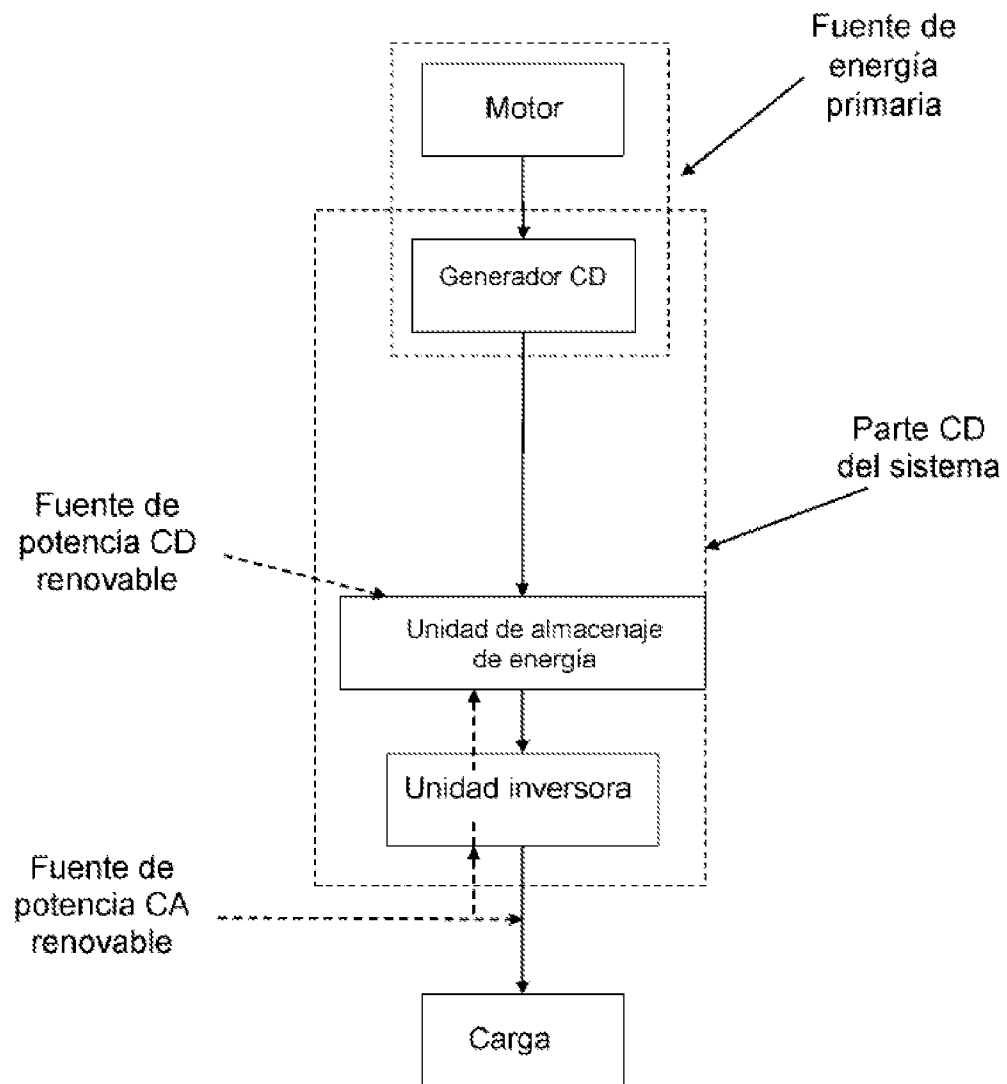 Fuente de
energía
primaria
Motor
Generador CD
Parte CD
del sistema
Fuente de
potencia CD
renovable
Unidad de almacenaje
de energía
Unidad inversora
Fuente de
potencia CA
renovable
Carga